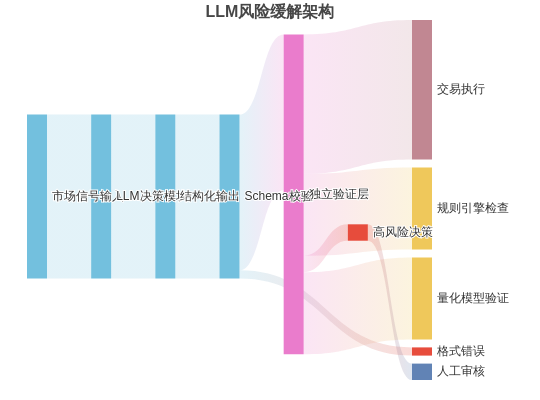 LLM风险缓解架构
交易执行
市场信号输入
LLM决策模块
结构化输出
Schema校验
独立验证层
规则引擎检查
高风险决策
量化模型验证
格式错误
人工审核